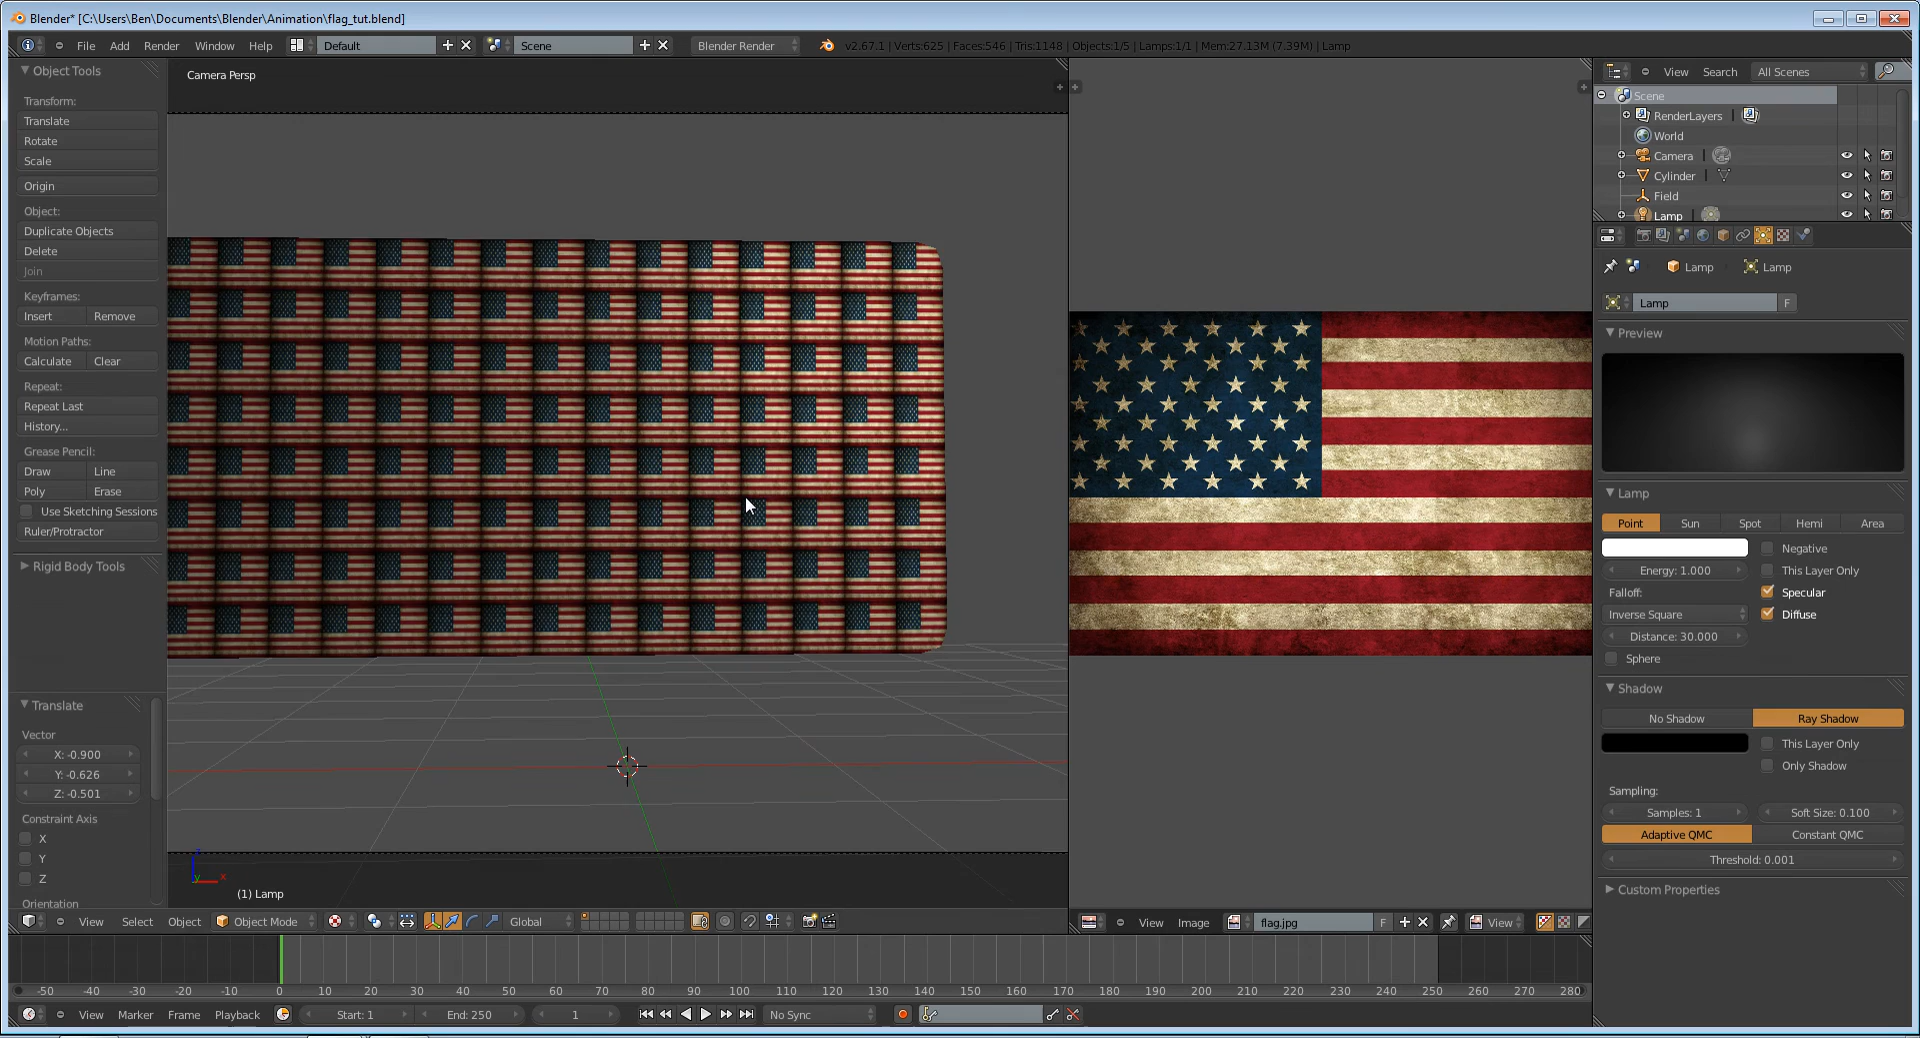 Blender* [C:\Users\Ben\Documents\Blender\Animation\flag_tut.blend]
File Add Render Window Help Default Scene Blender Render v2.67.1 | Verts:625 | Faces:546 | Tris:1148 | Objects:1/5 | Lamps:1/1 | Mem:27.13M (7.39M) | Lamp
Object Tools
Transform:
Translate
Rotate
Scale
Origin
Object:
Duplicate Objects
Delete
Join
Keyframes:
Insert Remove
Motion Paths:
Calculate Clear
Repeat:
Repeat Last
History...
Grease Pencil:
Draw Line
Poly Erase
Use Sketching Sessions
Ruler/Protractor
Rigid Body Tools
Translate
Vector
X: -0.900
Y: -0.626
Z: -0.501
Constraint Axis
X
Y
Z
Orientation
Camera Persp
z
y x
(1) Lamp
View Select Object Object Mode Global
View Image flag.jpg F View
View Search All Scenes
Scene
RenderLayers |
World
Camera |
Cylinder |
Field
Lamp |
Lamp Lamp
Lamp F
Preview
Lamp
Point Sun Spot Hemi Area
Negative
Energy: 1.000 This Layer Only
Falloff: Specular
Inverse Square Diffuse
Distance: 30.000
Sphere
Shadow
No Shadow Ray Shadow
This Layer Only
Only Shadow
Sampling:
Samples: 1 Soft Size: 0.100
Adaptive QMC Constant QMC
Threshold: 0.001
Custom Properties
-50 -40 -30 -20 -10 0 10 20 30 40 50 60 70 80 90 100 110 120 130 140 150 160 170 180 190 200 210 220 230 240 250 260 270 280
View Marker Frame Playback Start: 1 End: 250 1 No Sync